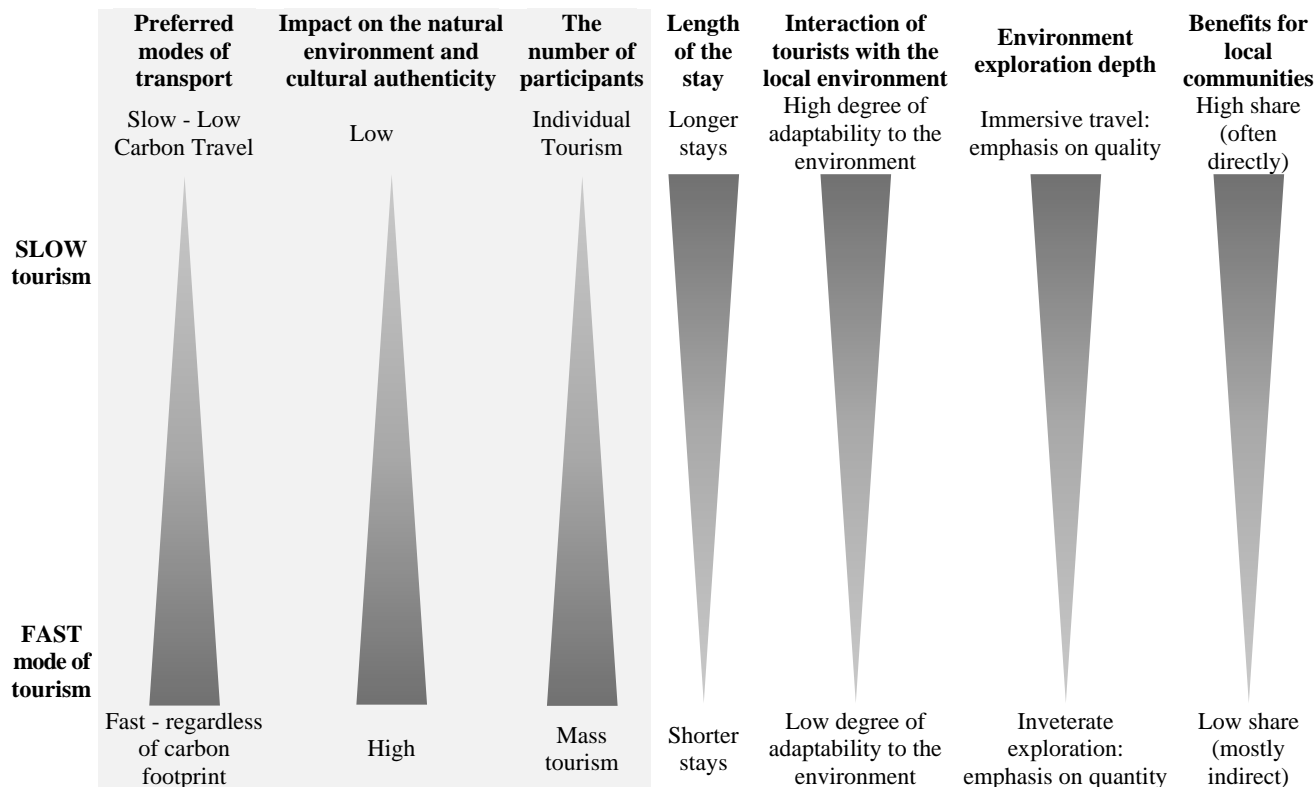 Preferred
modes of
transport
Impact on the natural
environment and
cultural authenticity
The
number of
participants
Length
of the
stay
Interaction of
tourists with the
local environment
Environment
exploration depth
Benefits for
local
communities
Slow - Low
Carbon Travel
Low
Individual
Tourism
Longer
stays
High degree of
adaptability to the
environment
Immersive travel:
emphasis on quality
High share
(often
directly)
SLOW
tourism
FAST
mode of
tourism
Fast - regardless
of carbon
footprint
High
Mass
tourism
Shorter
stays
Low degree of
adaptability to the
environment
Inveterate
exploration:
emphasis on quantity
Low share
(mostly
indirect)